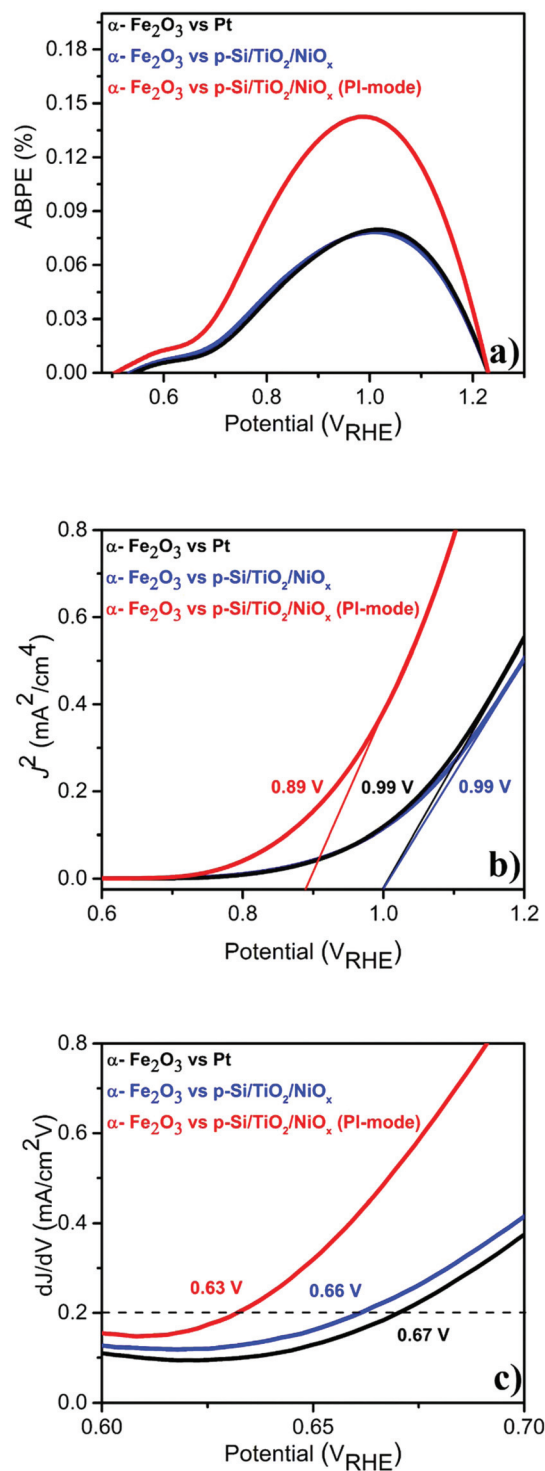 α- Fe₂O₃ vs Pt
α- Fe₂O₃ vs p-Si/TiO₂/NiOₓ
α- Fe₂O₃ vs p-Si/TiO₂/NiOₓ (PI-mode)
ABPE (%)
0.18
0.15
0.12
0.09
0.06
0.03
0.00
a)
0.6 0.8 1.0 1.2
Potential (V_RHE)
α- Fe₂O₃ vs Pt
α- Fe₂O₃ vs p-Si/TiO₂/NiOₓ
α- Fe₂O₃ vs p-Si/TiO₂/NiOₓ (PI-mode)
J² (mA²/cm⁴)
0.8
0.6
0.4
0.2
0.0
0.89 V 0.99 V 0.99 V
b)
0.6 0.8 1.0 1.2
Potential (V_RHE)
α- Fe₂O₃ vs Pt
α- Fe₂O₃ vs p-Si/TiO₂/NiOₓ
α- Fe₂O₃ vs p-Si/TiO₂/NiOₓ (PI-mode)
dJ/dV (mA/cm²V)
0.8
0.6
0.4
0.2
0.0
0.63 V 0.66 V
0.67 V
c)
0.60 0.65 0.70
Potential (V_RHE)